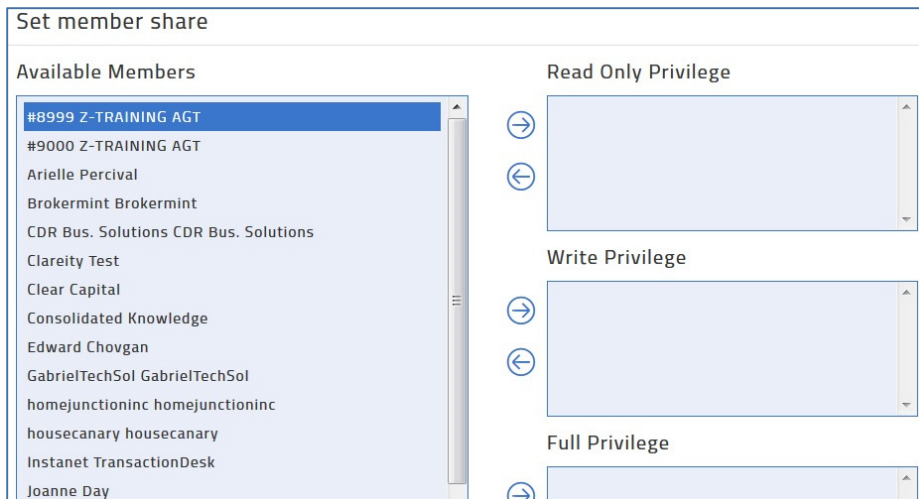 Set member share
Available Members
#8999 Z-TRAINING AGT
#9000 Z-TRAINING AGT
Arielle Percival
Brokermint Brokermint
CDR Bus. Solutions CDR Bus. Solutions
Clareity Test
Clear Capital
Consolidated Knowledge
Edward Chovgan
GabrielTechSol GabrielTechSol
homejunctioninc homejunctioninc
housecanary housecanary
Instanet TransactionDesk
Joanne Day
Read Only Privilege
Write Privilege
Full Privilege